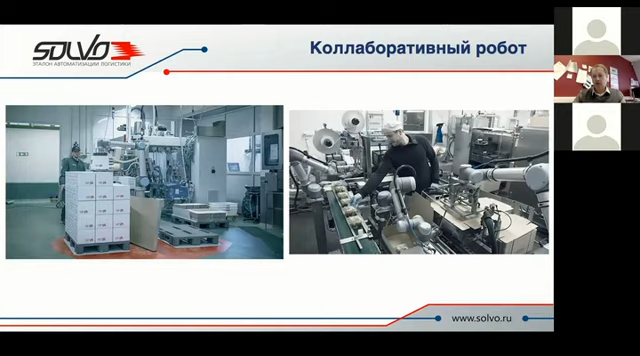 SOLVO
ЭТАЛОН АВТОМАТИЗАЦИИ ЛОГИСТИКИ
Коллаборативный робот
www.solvo.ru